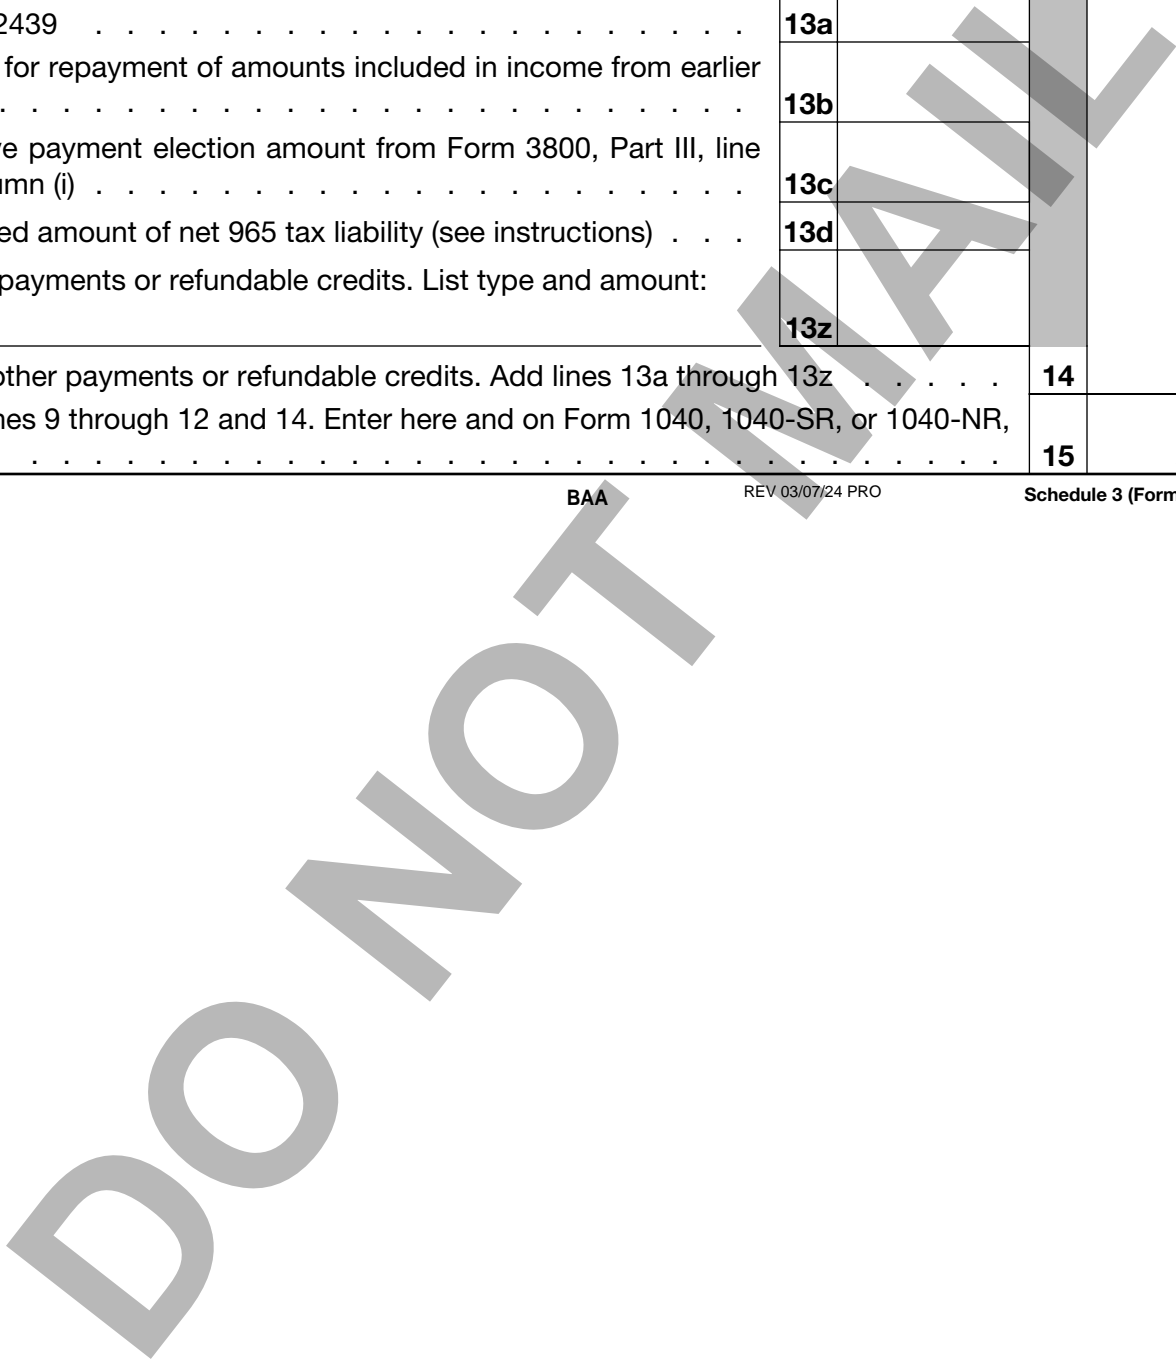 2439 . . . . . . . . . . . . . . . . . . . . . 13a
for repayment of amounts included in income from earlier
. . . . . . . . . . . . . . . . . . . . . . . . 13b
payment election amount from Form 3800, Part III, line
(i) . . . . . . . . . . . . . . . . . . . . . 13c
amount of net 965 tax liability (see instructions) . . . 13d
payments or refundable credits. List type and amount:
13z
other payments or refundable credits. Add lines 13a through 13z . . . . . 14
9 through 12 and 14. Enter here and on Form 1040, 1040-SR, or 1040-NR,
. . . . . . . . . . . . . . . . . . . . . . . . . . . . . . . 15
BAA REV 03/07/24 PRO Schedule 3 (Form
DO NOT MAIL